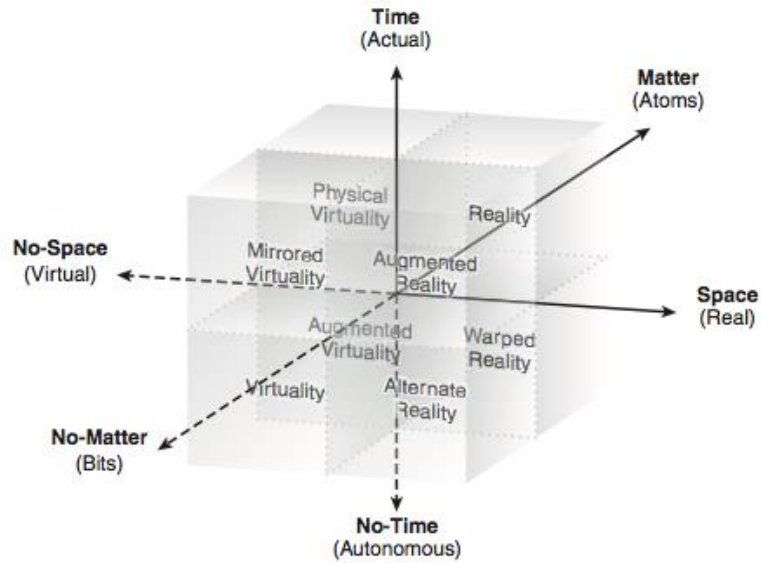 Time
(Actual)
Matter
(Atoms)
Physical
Virtuality
Reality
No-Space
(Virtual)
Mirrored
Virtuality
Augmented
Reality
Space
(Real)
Augmented
Virtuality
Warped
Reality
Virtuality
Alternate
Reality
No-Matter
(Bits)
No-Time
(Autonomous)